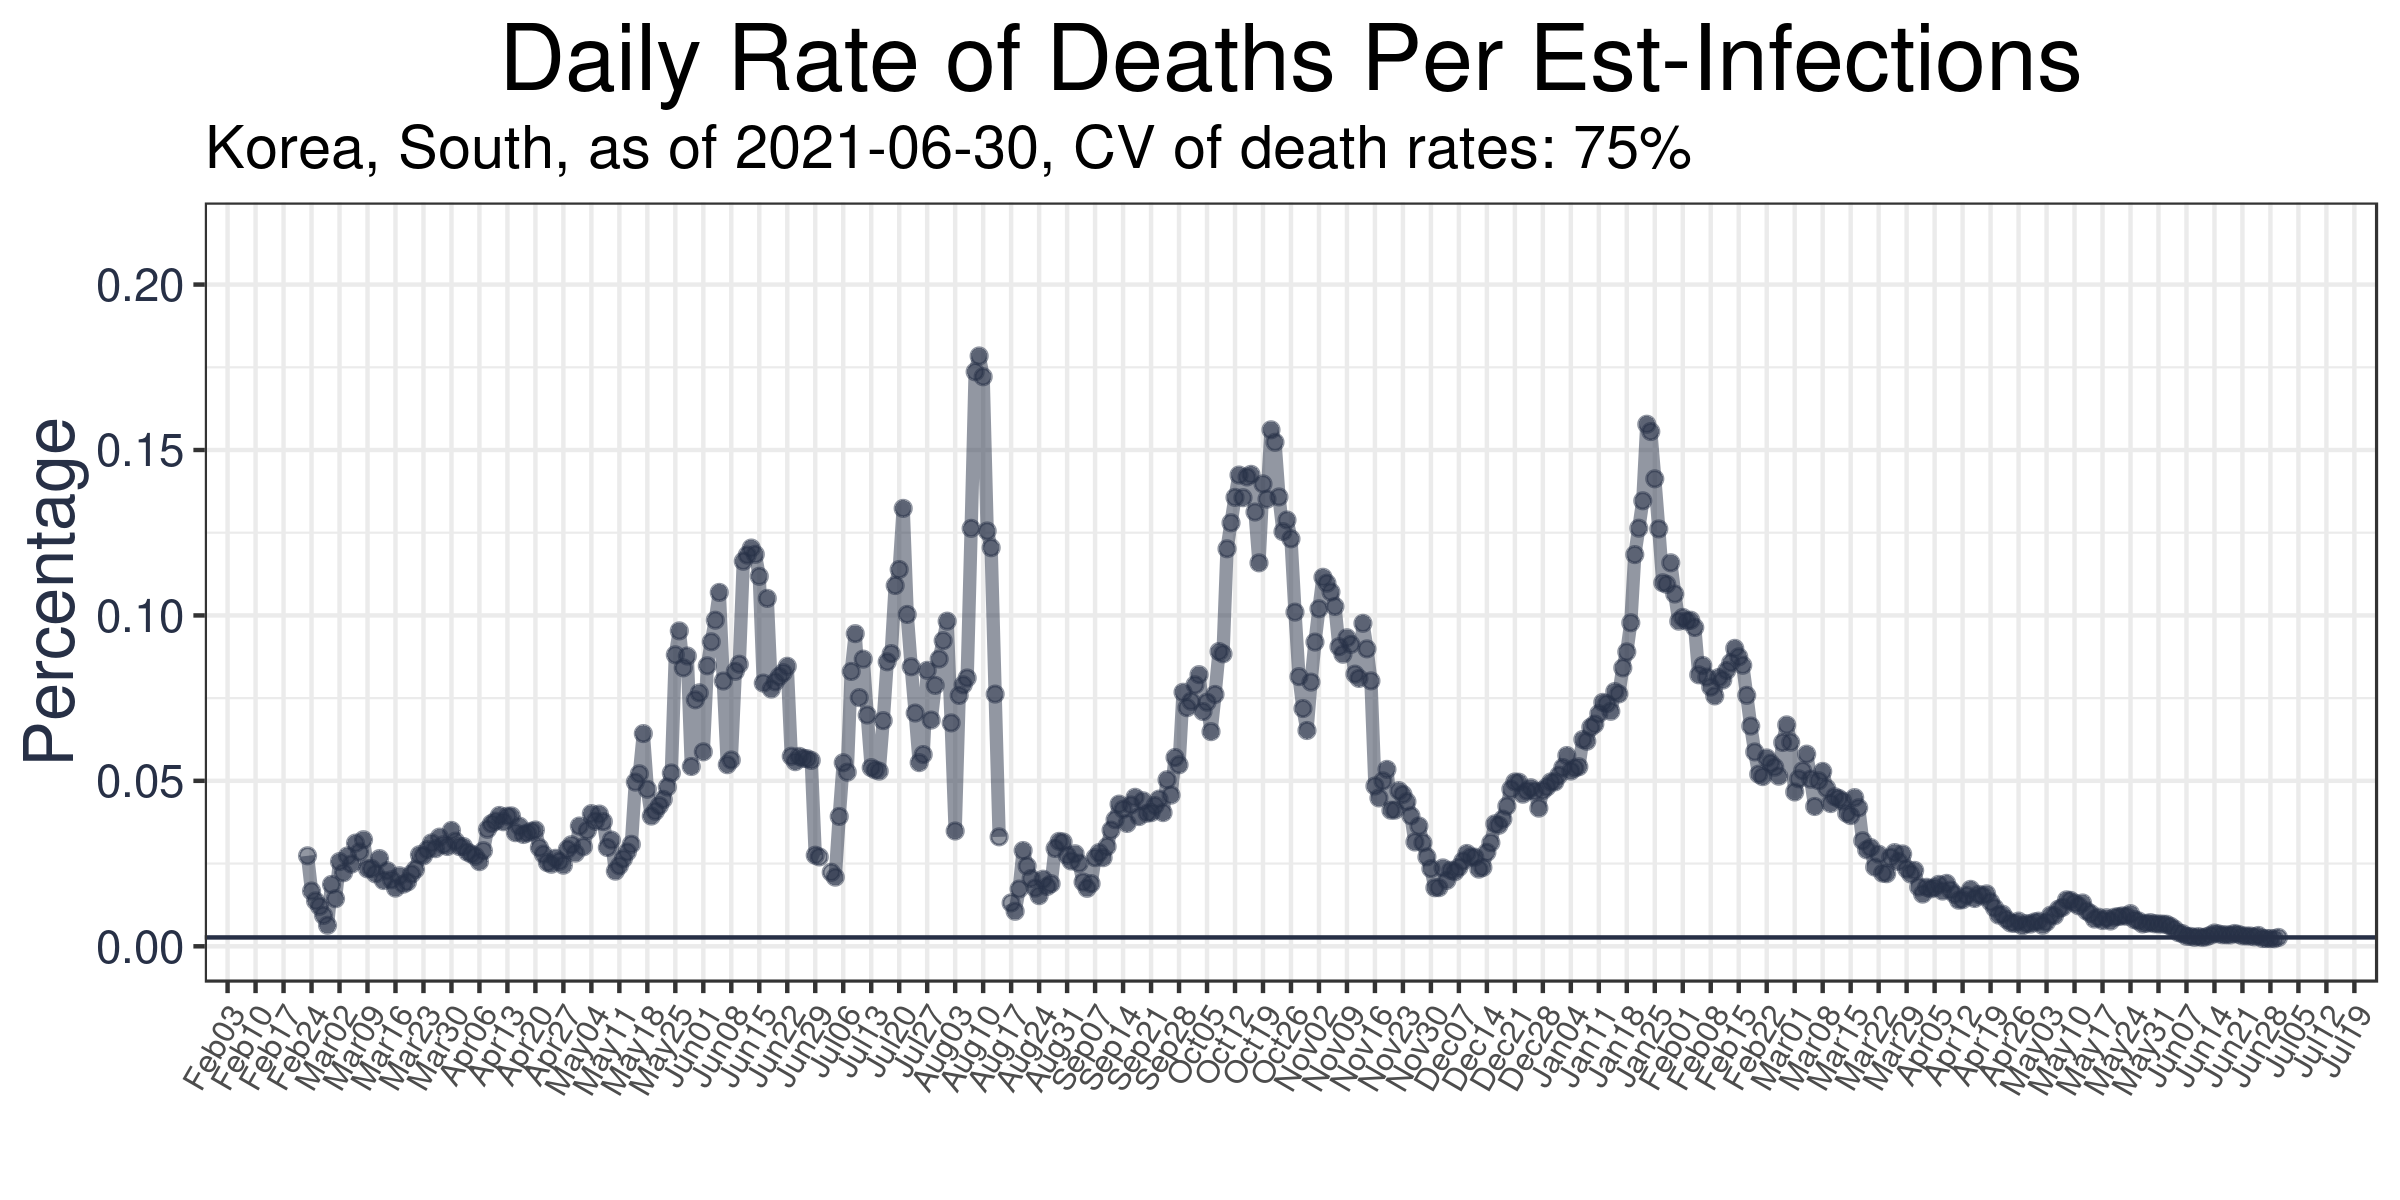 Daily Rate of Deaths Per Est-Infections
Korea, South, as of 2021-06-30, CV of death rates: 75%
Percentage
0.20
0.15
0.10
0.05
0.00
Feb03
Feb10
Feb17
Feb24
Mar02
Mar09
Mar16
Mar23
Mar30
Apr06
Apr13
Apr20
Apr27
May04
May11
May18
May25
Jun01
Jun08
Jun15
Jun22
Jun29
Jul06
Jul13
Jul20
Jul27
Aug03
Aug10
Aug17
Aug24
Aug31
Sep07
Sep14
Sep21
Sep28
Oct05
Oct12
Oct19
Oct26
Nov02
Nov09
Nov16
Nov23
Nov30
Dec07
Dec14
Dec21
Dec28
Jan04
Jan11
Jan18
Jan25
Feb01
Feb08
Feb15
Feb22
Mar01
Mar08
Mar15
Mar22
Mar29
Apr05
Apr12
Apr19
Apr26
May03
May10
May17
May24
May31
Jun07
Jun14
Jun21
Jun28
Jul05
Jul12
Jul19